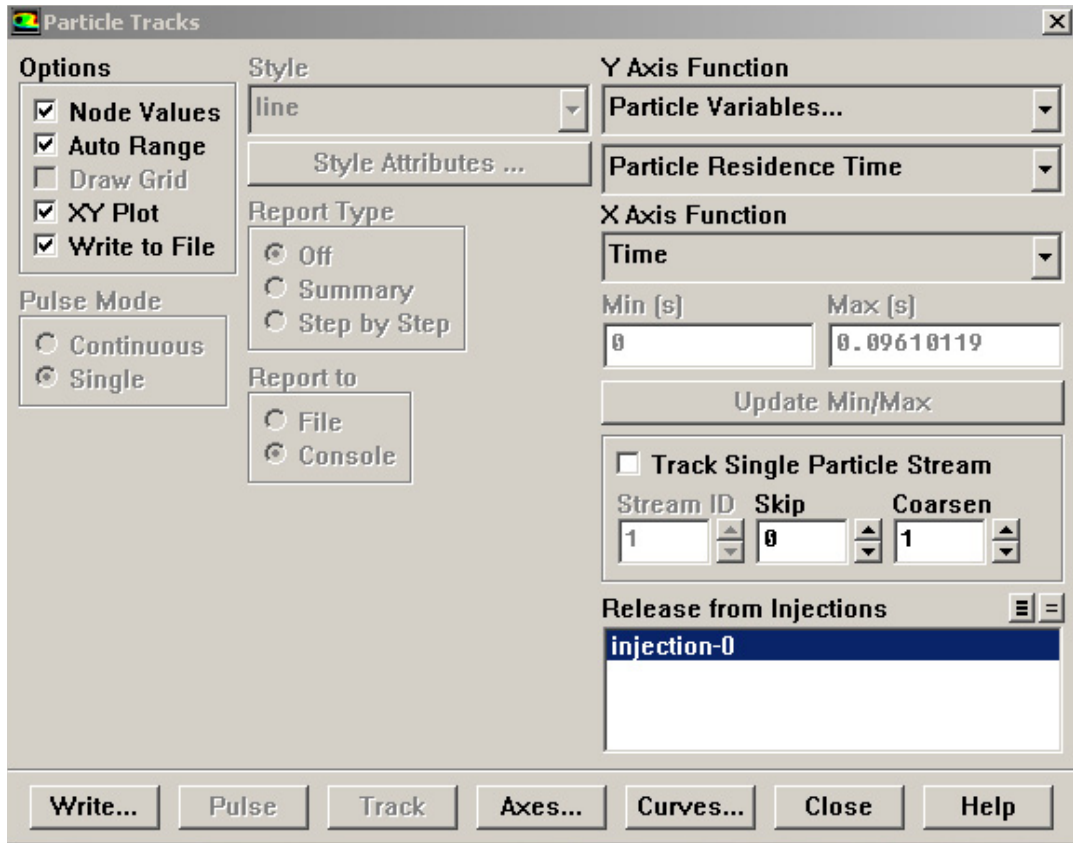 Particle Tracks
Options
Node Values
Auto Range
Draw Grid
XY Plot
Write to File
Pulse Mode
Continuous
Single
Style
line
Style Attributes ...
Report Type
Off
Summary
Step by Step
Report to
File
Console
Y Axis Function
Particle Variables...
Particle Residence Time
X Axis Function
Time
Min (s) Max (s)
0 0.09610119
Update Min/Max
Track Single Particle Stream
Stream ID Skip Coarsen
1 0 1
Release from Injections
injection-0
Write... Pulse Track Axes... Curves... Close Help